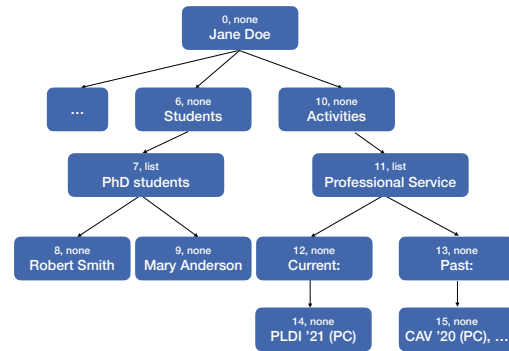 0, none
Jane Doe
...
6, none
Students
10, none
Activities
7, list
PhD students
11, list
Professional Service
8, none
Robert Smith
9, none
Mary Anderson
12, none
Current:
13, none
Past:
14, none
PLDI ’21 (PC)
15, none
CAV ’20 (PC), ...